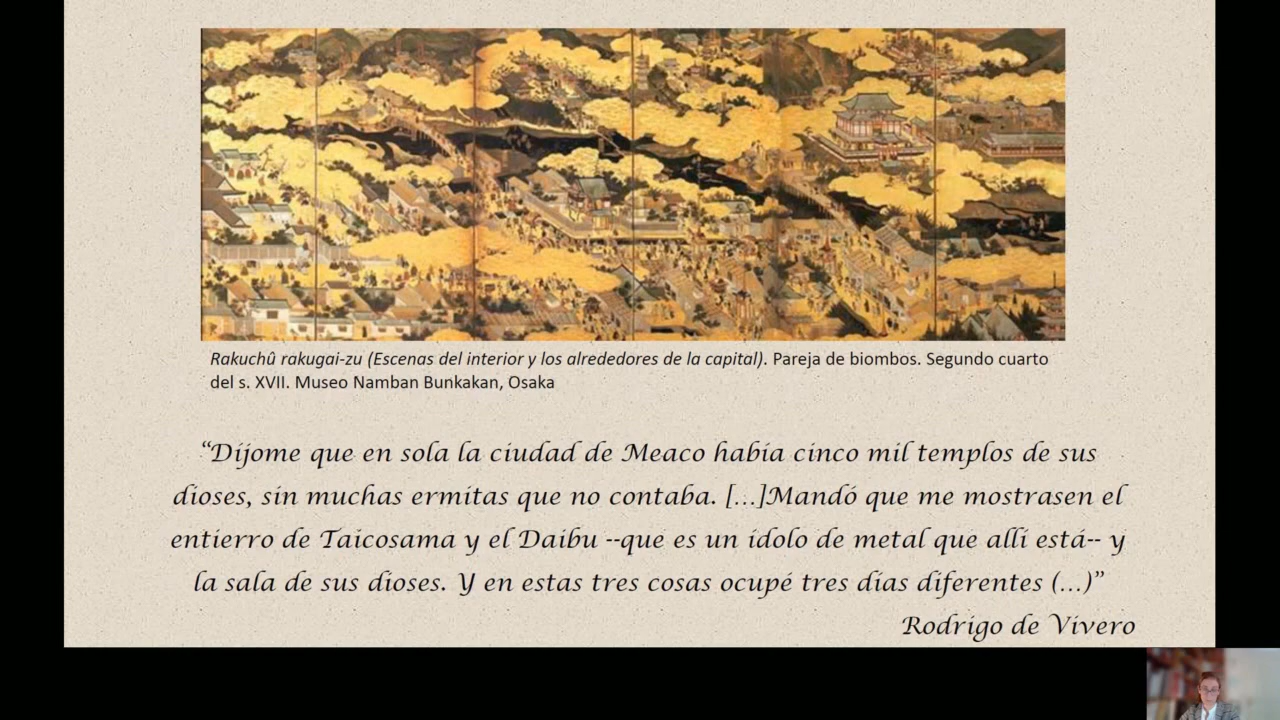 Rakuchû rakugai-zu (Escenas del interior y los alrededores de la capital). Pareja de biombos. Segundo cuarto
del s. XVII. Museo Namban Bunkakan, Osaka
“Díjome que en sola la ciudad de Meaco había cinco mil templos de sus
dioses, sin muchas ermitas que no contaba. [...]Mandó que me mostrasen el
entierro de Taicosama y el Daibu --que es un ídolo de metal que allí está-- y
la sala de sus dioses. Y en estas tres cosas ocupé tres días diferentes (...)”
Rodrigo de Vivero